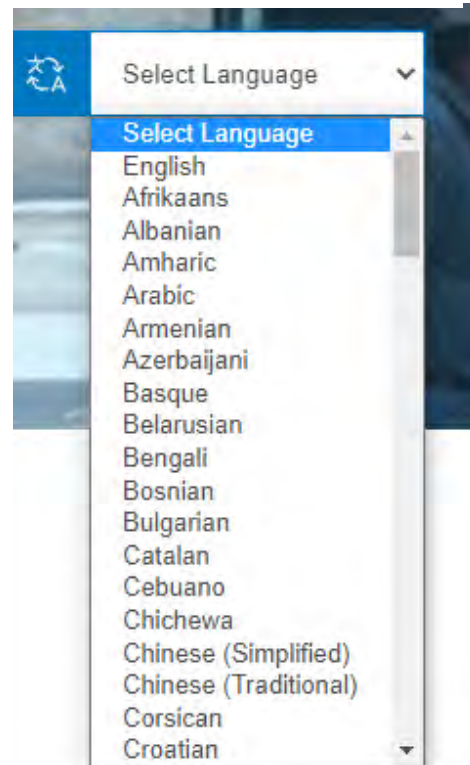 Select Language
Select Language
English
Afrikaans
Albanian
Amharic
Arabic
Armenian
Azerbaijani
Basque
Belarusian
Bengali
Bosnian
Bulgarian
Catalan
Cebuano
Chichewa
Chinese (Simplified)
Chinese (Traditional)
Corsican
Croatian